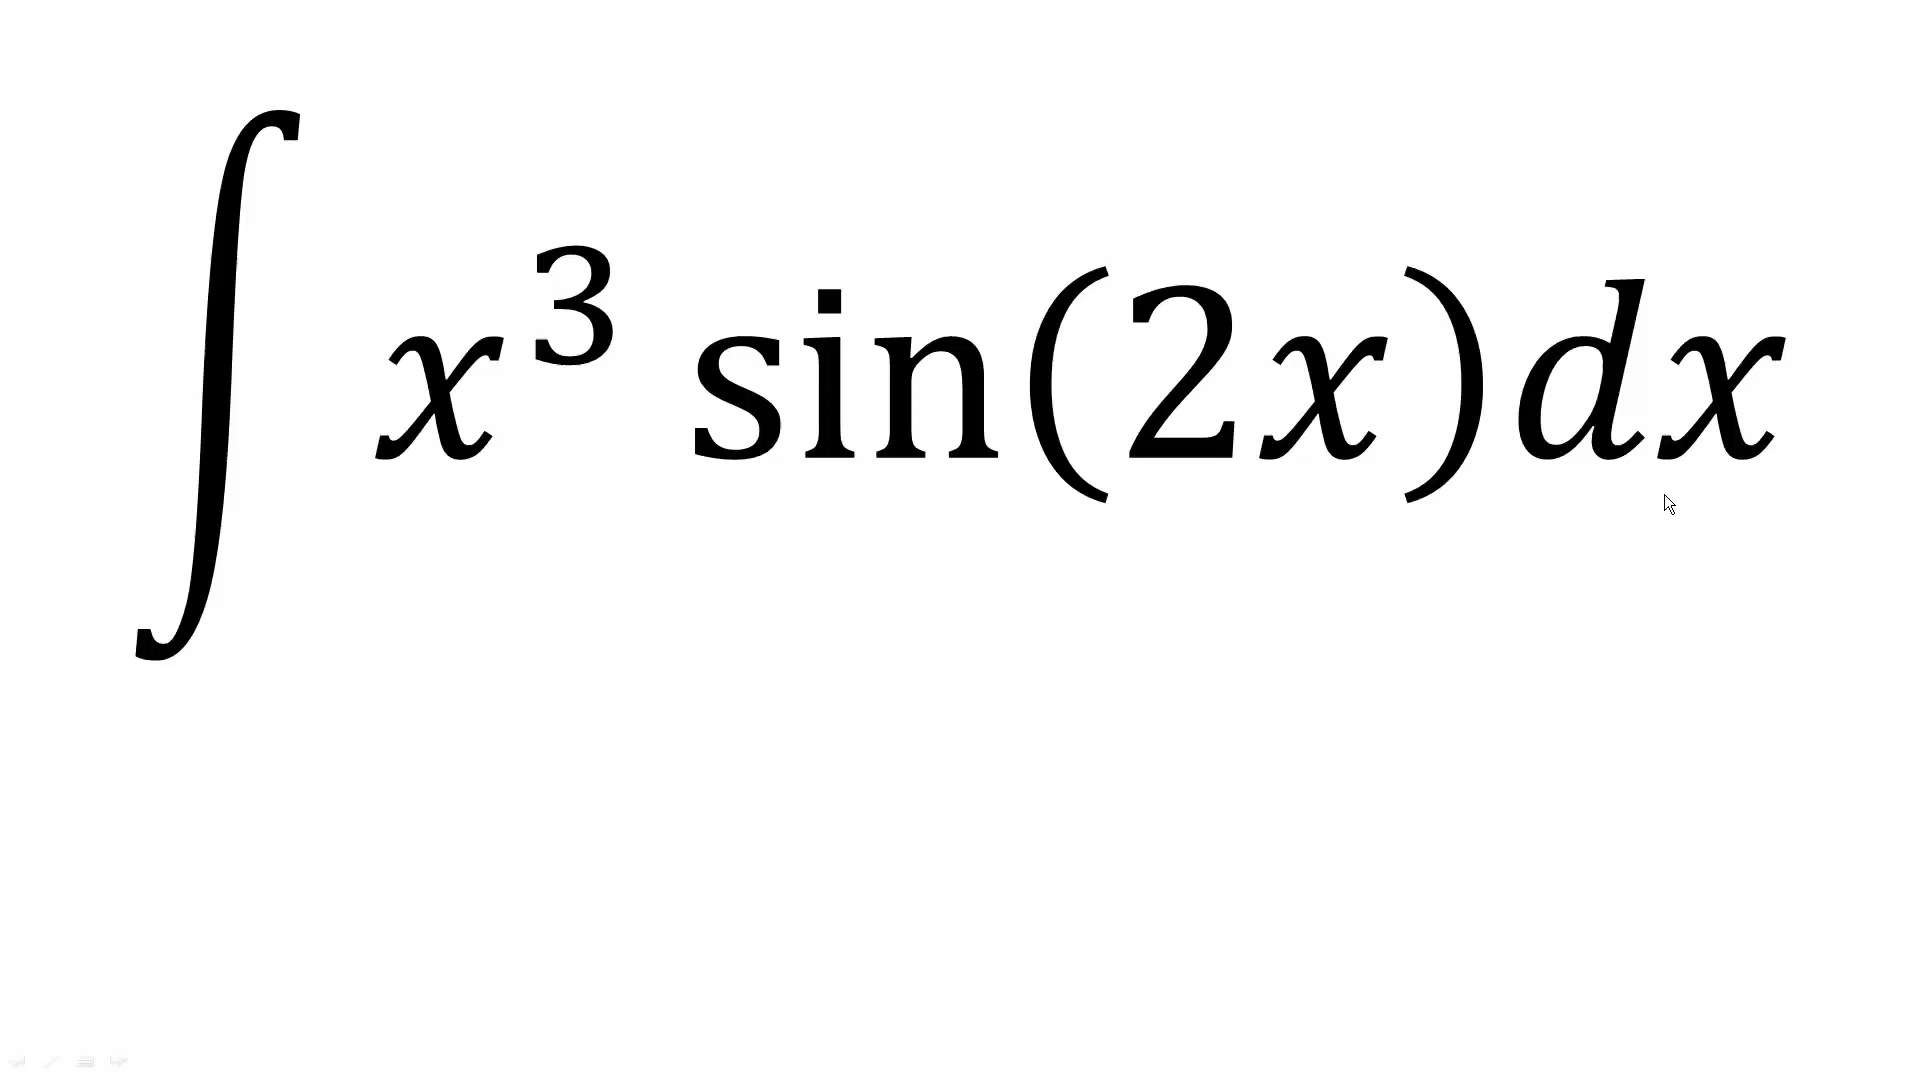 ∫ x³ sin(2x)dx